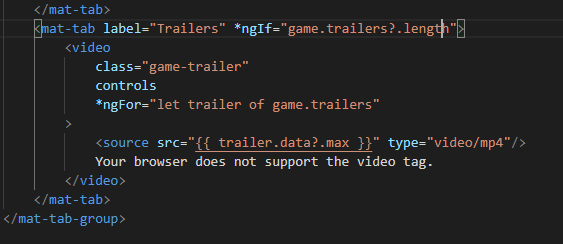 </mat-tab>
<mat-tab label="Trailers" *ngIf="game.trailers?.length">
<video
class="game-trailer"
controls
*ngFor="let trailer of game.trailers"
>
<source src="{{ trailer.data?.max }}" type="video/mp4"/>
Your browser does not support the video tag.
</video>
</mat-tab>
</mat-tab-group>